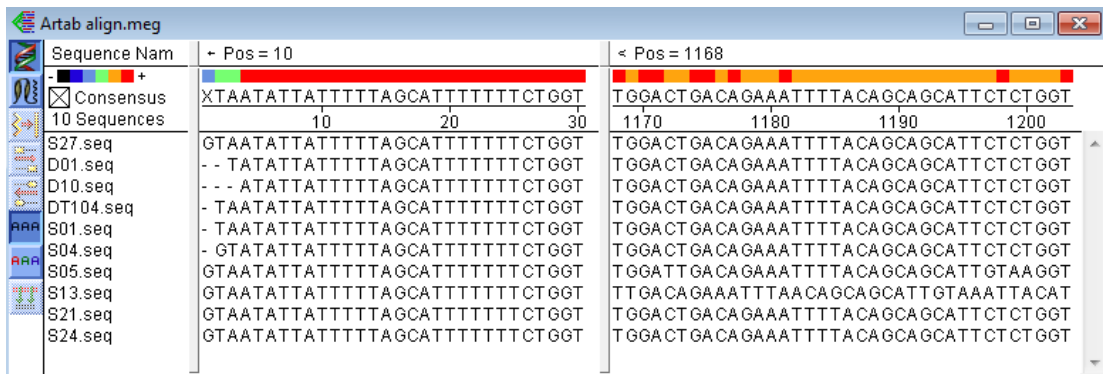 Artab align.meg
Sequence Nam ← Pos = 10 < Pos = 1168
- +
Consensus XTAATATTATTTTTAGCATTTTTTTCTGGT TGGACTGACAGAAATTTTACAGCAGCATTCTCTGGT
10 Sequences 10 20 30 1170 1180 1190 1200
S27.seq GTAATATTATTTTTAGCATTTTTTTCTGGT TGGACTGACAGAAATTTTACAGCAGCATTCTCTGGT
D01.seq --TATATTATTTTTAGCATTTTTTTCTGGT TGGACTGACAGAAATTTTACAGCAGCATTCTCTGGT
D10.seq ---ATATTATTTTTAGCATTTTTTTCTGGT TGGACTGACAGAAATTTTACAGCAGCATTCTCTGGT
DT104.seq -TAATATTATTTTTAGCATTTTTTTCTGGT TGGACTGACAGAAATTTTACAGCAGCATTCTCTGGT
AAA S01.seq -TAATATTATTTTTAGCATTTTTTTCTGGT TGGACTGACAGAAATTTTACAGCAGCATTCTCTGGT
S04.seq -GTATATTATTTTTAGCATTTTTTTCTGGT TGGACTGACAGAAATTTTACAGCAGCATTCTCTGGT
AAA S05.seq GTAATATTATTTTTAGCATTTTTTTCTGGT TGGATTGACAGAAATTTTACAGCAGCATTGTAAGGT
S13.seq GTAATATTATTTTTAGCATTTTTTTCTGGT TTGACAGAAATTTAACAGCAGCATTGTAAATTACAT
S21.seq GTAATATTATTTTTAGCATTTTTTTCTGGT TGGACTGACAGAAATTTTACAGCAGCATTCTCTGGT
S24.seq GTAATATTATTTTTAGCATTTTTTTCTGGT TGGACTGACAGAAATTTTACAGCAGCATTCTCTGGT